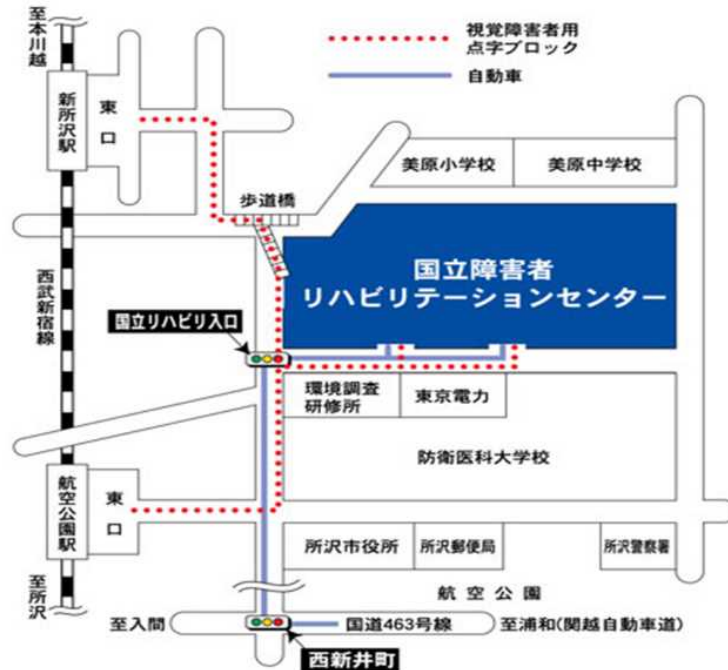 至本川越
視覚障害者用
点字ブロック
自動車
新所沢駅
東口
美原小学校
美原中学校
歩道橋
国立障害者
リハビリテーションセンター
西武新宿線
国立リハビリ入口
環境調査
研修所
東京電力
防衛医科大学校
航空公園駅
東口
所沢市役所
所沢郵便局
所沢警察署
至所沢
航空公園
至入間
国道463号線
至浦和(関越自動車道)
西新井町